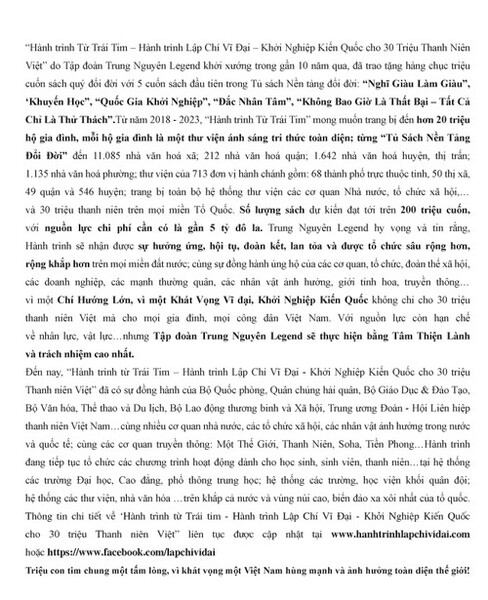 “Hành trình Từ Trái Tim – Hành trình Lập Chí Vĩ Đại – Khởi Nghiệp Kiến Quốc cho 30 Triệu Thanh Niên
Việt” do Tập đoàn Trung Nguyên Legend khởi xướng trong gần 10 năm qua, đã trao tặng hàng chục triệu
cuốn sách quý đổi đời với 5 cuốn sách đầu tiên trong Tủ sách Nền tảng đổi đời: “Nghĩ Giàu Làm Giàu”,
‘Khuyến Học”, “Quốc Gia Khởi Nghiệp”, “Đắc Nhân Tâm”, “Không Bao Giờ Là Thất Bại – Tất Cả
Chỉ Là Thử Thách”.Từ năm 2018 - 2023, “Hành trình Từ Trái Tim” mong muốn trang bị đến hơn 20 triệu
hộ gia đình, mỗi hộ gia đình là một thư viện ánh sáng tri thức toàn diện; từng “Tủ Sách Nền Tảng
Đổi Đời” đến 11.085 nhà văn hoá xã; 212 nhà văn hoá quận; 1.642 nhà văn hoá huyện, thị trấn;
1.135 nhà văn hoá phường; thư viện của 713 đơn vị hành chánh gồm: 68 thành phố trực thuộc tỉnh, 50 thị xã,
49 quận và 546 huyện; trang bị toàn bộ hệ thống thư viện các cơ quan Nhà nước, tổ chức xã hội,…
và 30 triệu thanh niên trên mọi miền Tổ Quốc. Số lượng sách dự kiến đạt tới trên 200 triệu cuốn,
với nguồn lực chi phí cần có là gần 5 tỷ đô la. Trung Nguyên Legend hy vọng và tin rằng,
Hành trình sẽ nhận được sự hưởng ứng, hội tụ, đoàn kết, lan tỏa và được tổ chức sâu rộng hơn,
rộng khắp hơn trên mọi miền đất nước; cùng sự đồng hành ủng hộ của các cơ quan, tổ chức, đoàn thể xã hội,
các doanh nghiệp, các mạnh thường quân, các nhân vật ảnh hưởng, giới tinh hoa, truyền thông…
vì một Chí Hướng Lớn, vì một Khát Vọng Vĩ đại, Khởi Nghiệp Kiến Quốc không chỉ cho 30 triệu
thanh niên Việt mà cho mọi gia đình, mọi công dân Việt Nam. Với nguồn lực còn hạn chế
về nhân lực, vật lực…nhưng Tập đoàn Trung Nguyên Legend sẽ thực hiện bằng Tâm Thiện Lành
và trách nhiệm cao nhất.
Đến nay, “Hành trình từ Trái Tim – Hành trình Lập Chí Vĩ Đại - Khởi Nghiệp Kiến Quốc cho 30 triệu
Thanh niên Việt” đã có sự đồng hành của Bộ Quốc phòng, Quân chủng hải quân, Bộ Giáo Dục & Đào Tạo,
Bộ Văn hóa, Thể thao và Du lịch, Bộ Lao động thương binh và Xã hội, Trung ương Đoàn - Hội Liên hiệp
thanh niên Việt Nam…cùng nhiều cơ quan nhà nước, các tổ chức xã hội, các nhân vật ảnh hưởng trong nước
và quốc tế; cùng các cơ quan truyền thông: Một Thế Giới, Thanh Niên, Soha, Tiền Phong…Hành trình
đang tiếp tục tổ chức các chương trình hoạt động dành cho học sinh, sinh viên, thanh niên…tại hệ thống
các trường Đại học, Cao đẳng, phổ thông trung học; hệ thống các trường, học viện khối quân đội;
hệ thống các thư viện, nhà văn hóa …trên khắp cả nước và vùng núi cao, biên đảo xa xôi nhất của tổ quốc.
Thông tin chi tiết về ‘Hành trình từ Trái tim - Hành trình Lập Chí Vĩ Đại - Khởi Nghiệp Kiến Quốc
cho 30 triệu Thanh niên Việt” liên tục được cập nhật tại www.hanhtrinhlapchividai.com
hoặc https://www.facebook.com/lapchividai
Triệu con tim chung một tấm lòng, vì khát vọng một Việt Nam hùng mạnh và ảnh hưởng toàn diện thế giới!